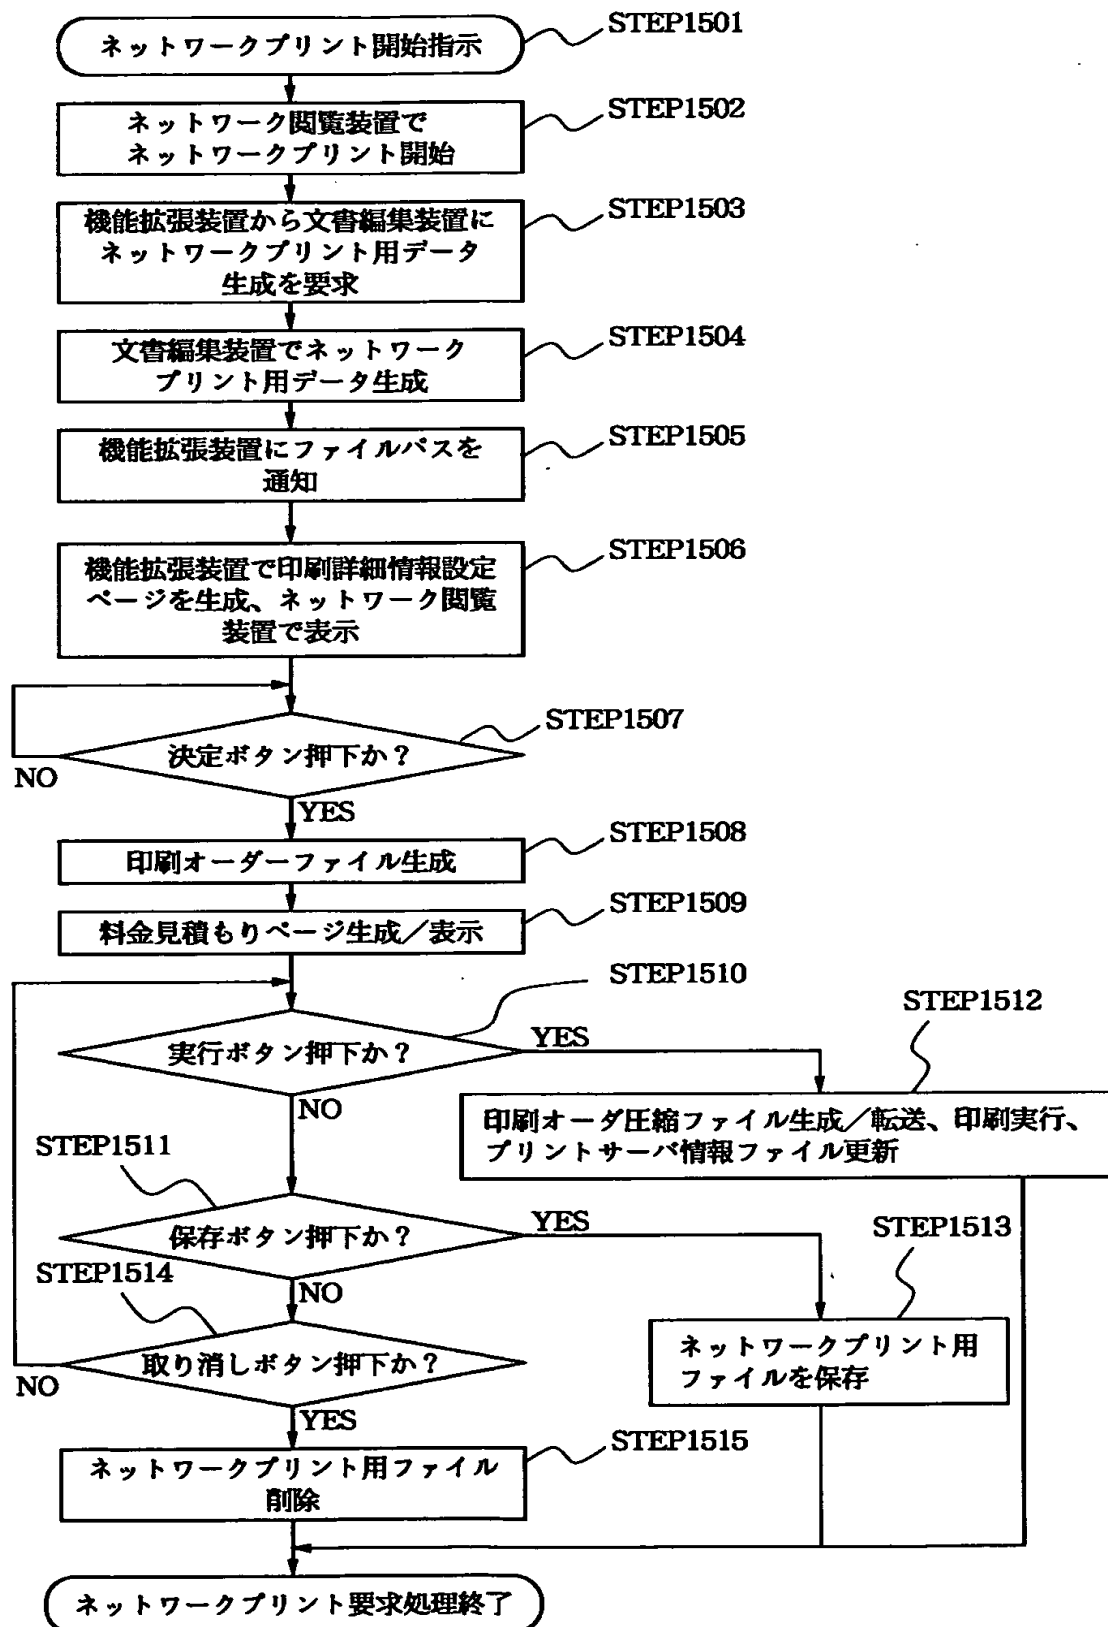 ネットワークプリント開始指示
STEP1501
ネットワーク閲覧装置で
ネットワークプリント開始
STEP1502
機能拡張装置から文書編集装置に
ネットワークプリント用データ
生成を要求
STEP1503
文書編集装置でネットワーク
プリント用データ生成
STEP1504
機能拡張装置にファイルパスを
通知
STEP1505
機能拡張装置で印刷詳細情報設定
ページを生成、ネットワーク閲覧
装置で表示
STEP1506
決定ボタン押下か？
STEP1507
NO
YES
印刷オーダーファイル生成
STEP1508
料金見積もりページ生成／表示
STEP1509
実行ボタン押下か？
STEP1510
YES
NO
STEP1512
印刷オーダ圧縮ファイル生成／転送、印刷実行、
プリントサーバ情報ファイル更新
STEP1511
保存ボタン押下か？
YES
NO
STEP1513
ネットワークプリント用
ファイルを保存
STEP1514
取り消しボタン押下か？
NO
YES
ネットワークプリント用ファイル
削除
STEP1515
ネットワークプリント要求処理終了